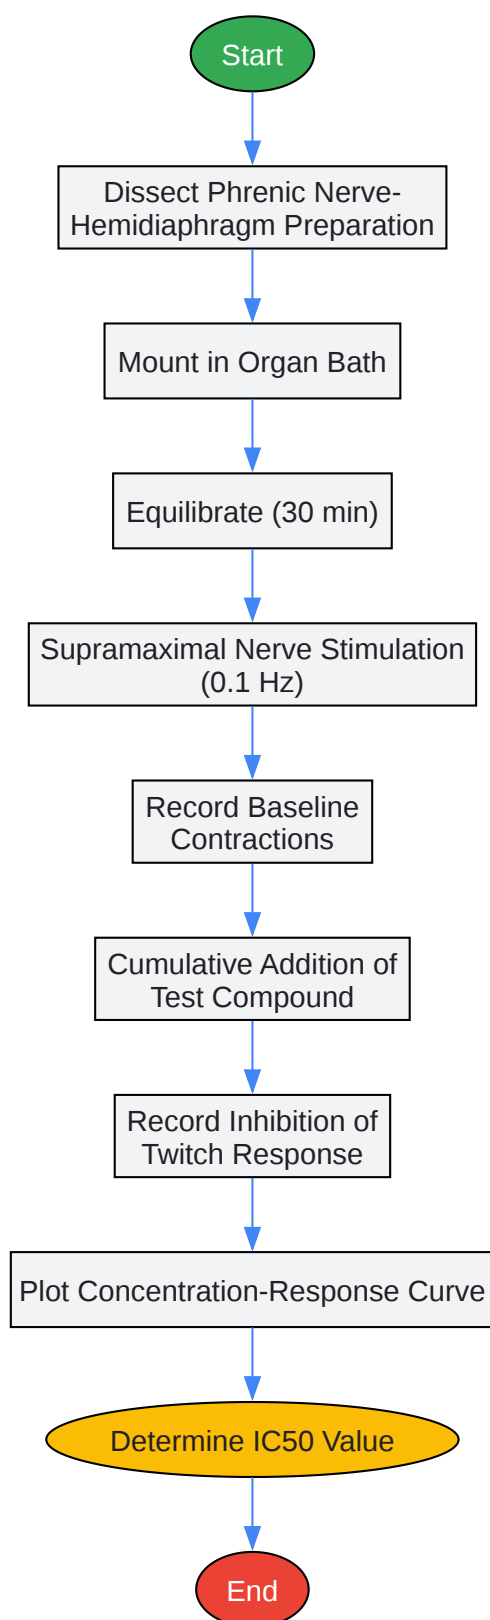 Start
Dissect Phrenic Nerve-
Hemidiaphragm Preparation
Mount in Organ Bath
Equilibrate (30 min)
Supramaximal Nerve Stimulation
(0.1 Hz)
Record Baseline
Contractions
Cumulative Addition of
Test Compound
Record Inhibition of
Twitch Response
Plot Concentration-Response Curve
Determine IC50 Value
End